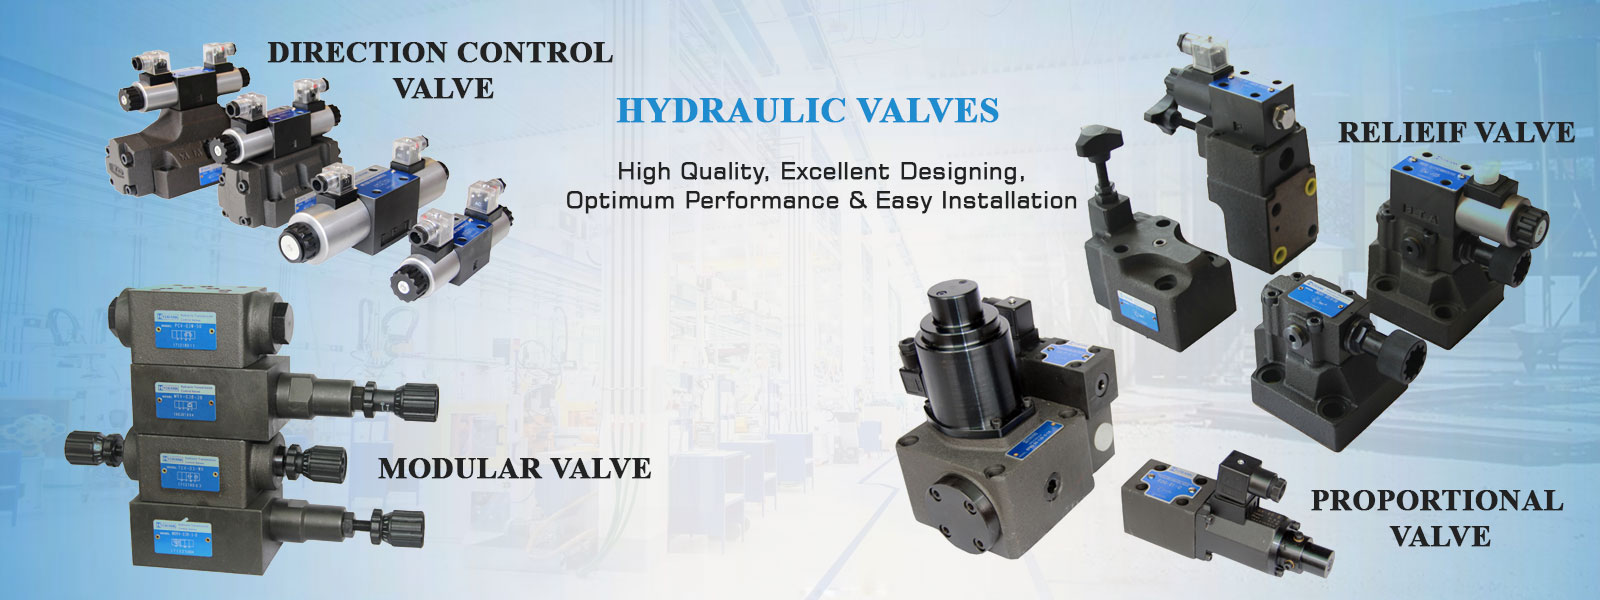 DIRECTION CONTROL
VALVE
HYDRAULIC VALVES
High Quality, Excellent Designing,
Optimum Performance & Easy Installation
RELIEIF VALVE
MODULAR VALVE
PROPORTIONAL
VALVE